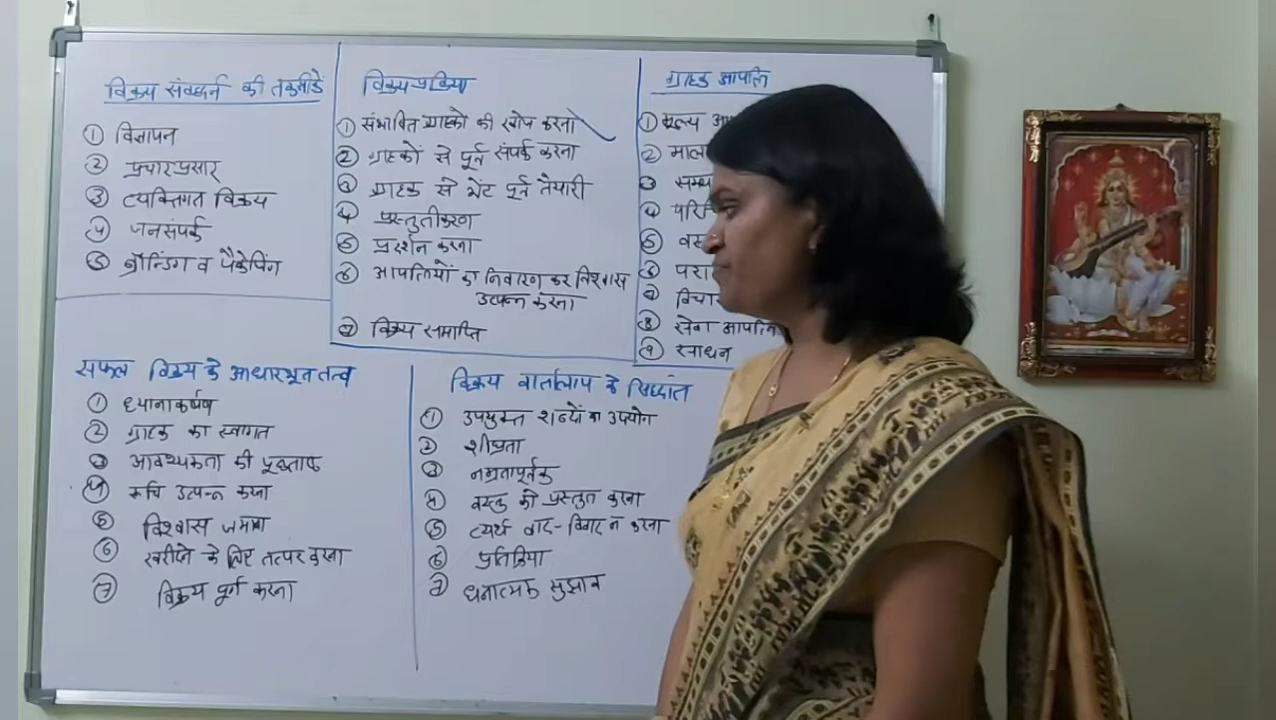 विक्रय संवर्द्धन की तकनीकें
① विज्ञापन
② प्रचार प्रसार
③ व्यक्तिगत विक्रय
④ जनसंपर्क
⑤ ब्रॉन्डिंग व पैकेजिंग
विक्रय प्रक्रिया
① संभावित ग्राहको की खोज करना
② ग्राहकों से पूर्व संपर्क करना
③ ग्राहक से भेंट पूर्व तैयारी
④ प्रस्तुतीकरण
⑤ प्रदर्शन करना
⑥ आपत्तियों का निवारण कर विश्वास
उत्पन्न करना
⑦ विक्रय समाप्ति
ग्राहक आपत्ति
① मूल्य
②
③
④
⑤
⑥
⑦
⑧ सेवा आपत्ति
⑨ साधन
सफल विक्रय के आधारभूत तत्व
① ध्यानाकर्षण
② ग्राहक का स्वागत
③ आवश्यकता की पूछताछ
④ रूचि उत्पन्न करना
⑤ विश्वास जमाना
⑥ खरीदने के लिए तत्पर करना
⑦ विक्रय पूर्ण करना
विक्रय वार्तालाप के सिध्दांत
① उपयुक्त शब्दों का उपयोग
② शीघ्रता
③ नम्रतापूर्वक
④ वस्तु को प्रस्तुत करना
⑤ व्यर्थ वाद-विवाद न करना
⑥ प्रतिक्रिया
⑦ धनात्मक सुझाव